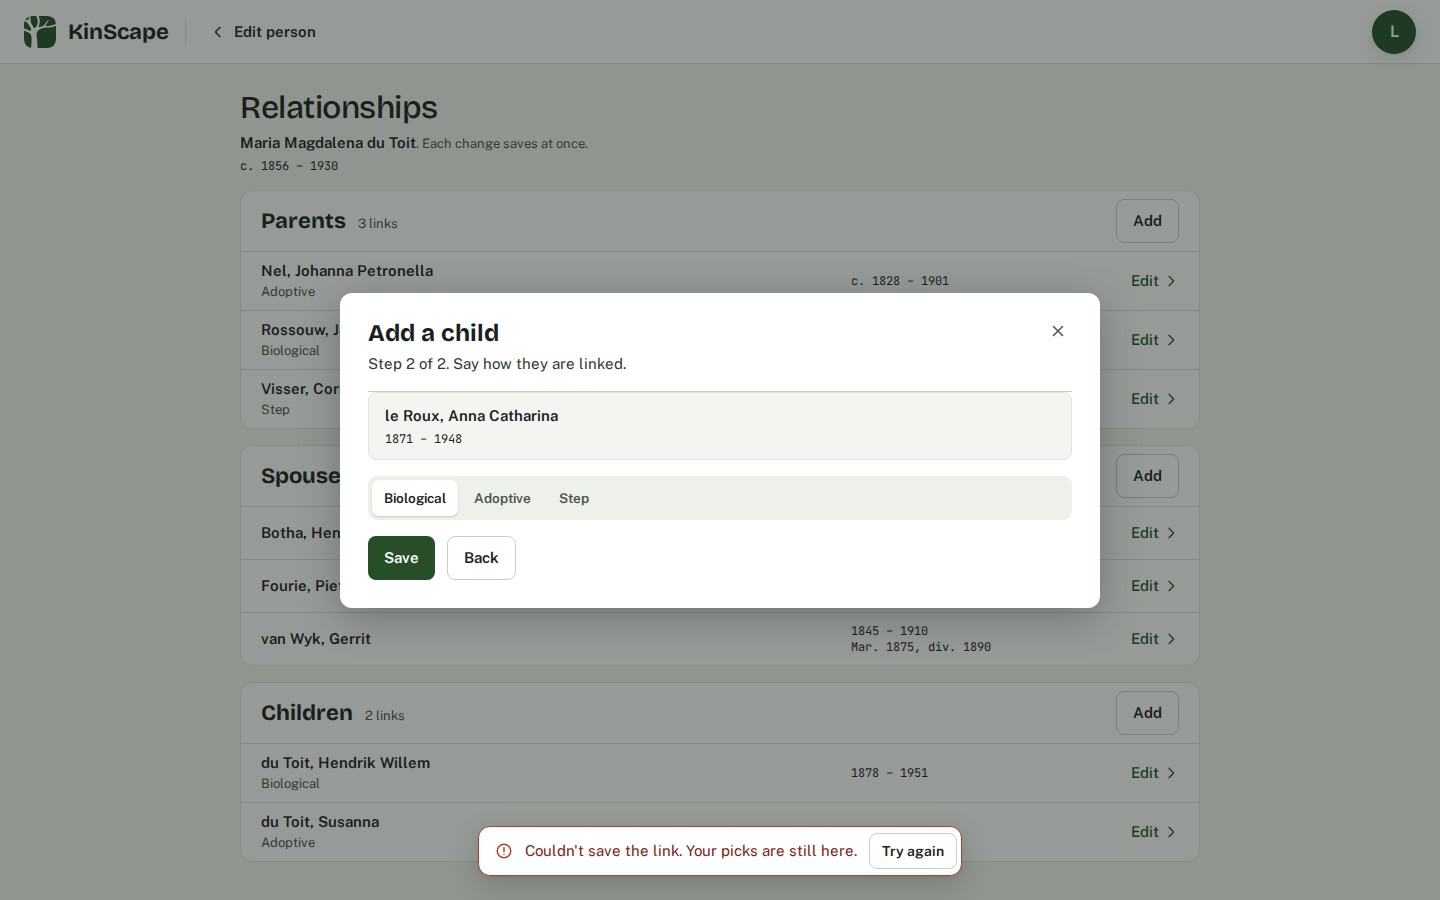 KinScape
Edit person
L
Relationships
Maria Magdalena du Toit. Each change saves at once.
c. 1856 – 1930
Parents 3 links
Add
Nel, Johanna Petronella
Adoptive
c. 1828 – 1901
Edit
Rossouw, J
Biological
Edit
Visser, Cor
Step
Edit
Add a child
Step 2 of 2. Say how they are linked.
le Roux, Anna Catharina
1871 – 1948
Biological Adoptive Step
Save Back
Spouse
Add
Botha, Hen
Edit
Fourie, Piet
Edit
van Wyk, Gerrit
1845 – 1910
Mar. 1875, div. 1890
Edit
Children 2 links
Add
du Toit, Hendrik Willem
Biological
1878 – 1951
Edit
du Toit, Susanna
Adoptive
Edit
Couldn't save the link. Your picks are still here. Try again